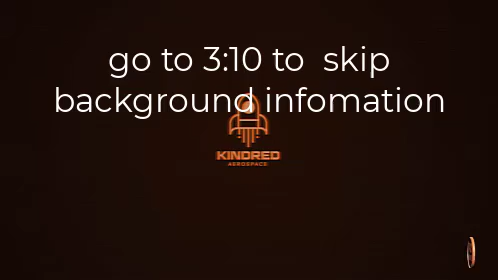 go to 3:10 to  skip
background infomation
KINDRED
AEROSPACE